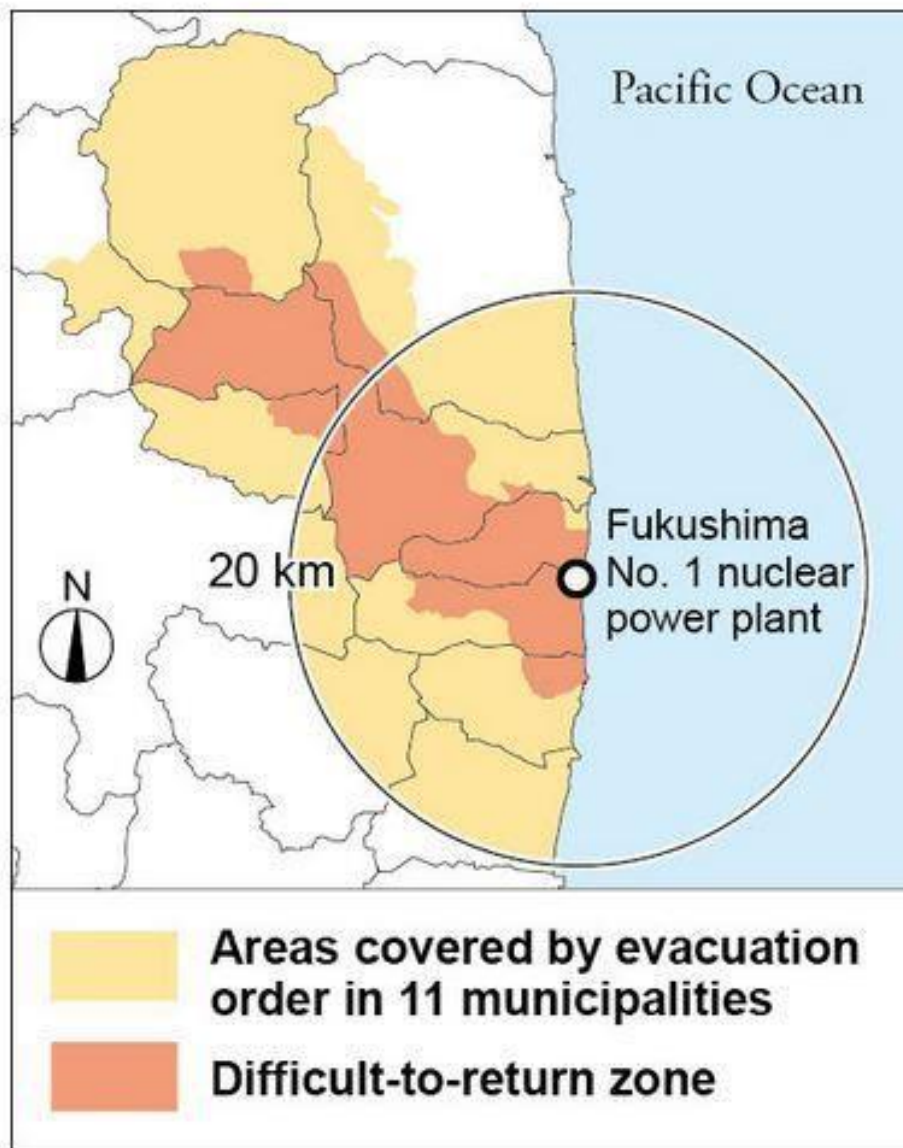 Pacific Ocean
Fukushima
No. 1 nuclear
power plant
20 km
N
Areas covered by evacuation
order in 11 municipalities
Difficult-to-return zone